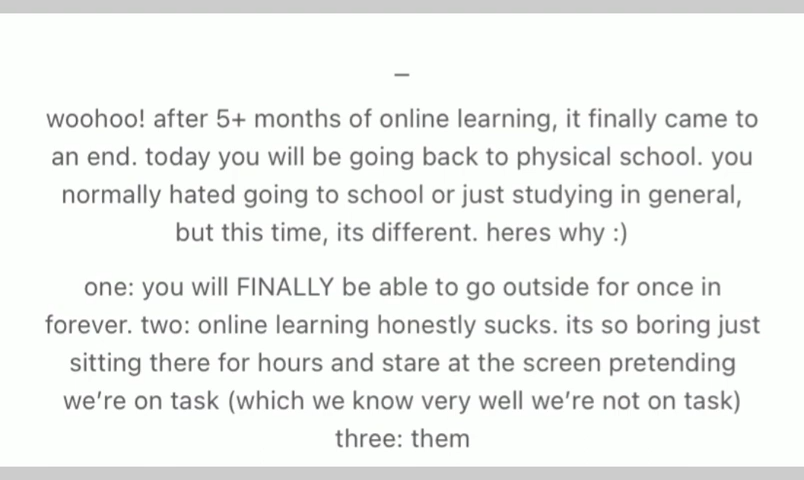 –
woohoo! after 5+ months of online learning, it finally came to
an end. today you will be going back to physical school. you
normally hated going to school or just studying in general,
but this time, its different. heres why :)
one: you will FINALLY be able to go outside for once in
forever. two: online learning honestly sucks. its so boring just
sitting there for hours and stare at the screen pretending
we’re on task (which we know very well we’re not on task)
three: them